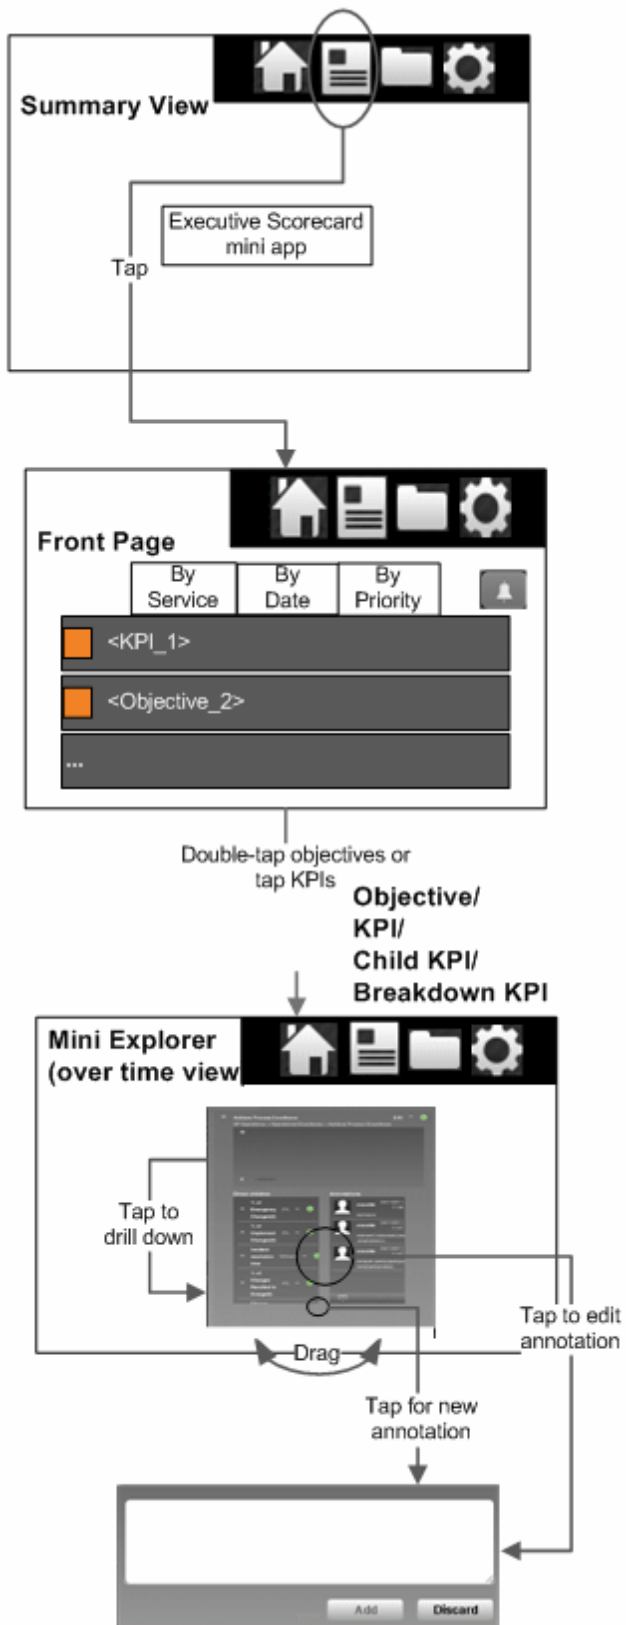 Summary View
Executive Scorecard
mini app
Tap
Front Page
By
Service
By
Date
By
Priority
<KPI_1>
<Objective_2>
...
Double-tap objectives or
tap KPIs
Objective/
KPI/
Child KPI/
Breakdown KPI
Mini Explorer
(over time view
Tap to
drill down
Tap to edit
annotation
Drag
Tap for new
annotation
Add
Discard